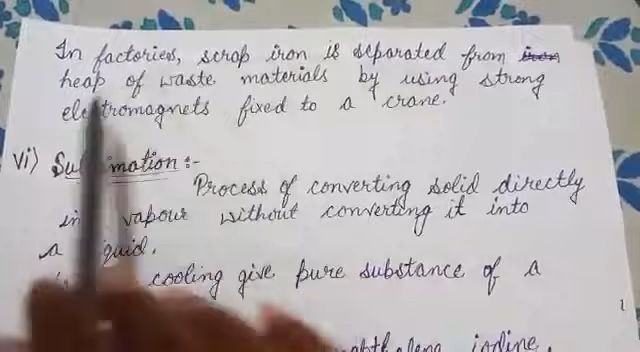 In factories, scrap iron is separated from
heap of waste materials by using strong
electromagnets fixed to a crane.
vi) Sublimation :-
Process of converting solid directly
in vapour without converting it into
a liquid.
cooling give pure substance of a
iodine.